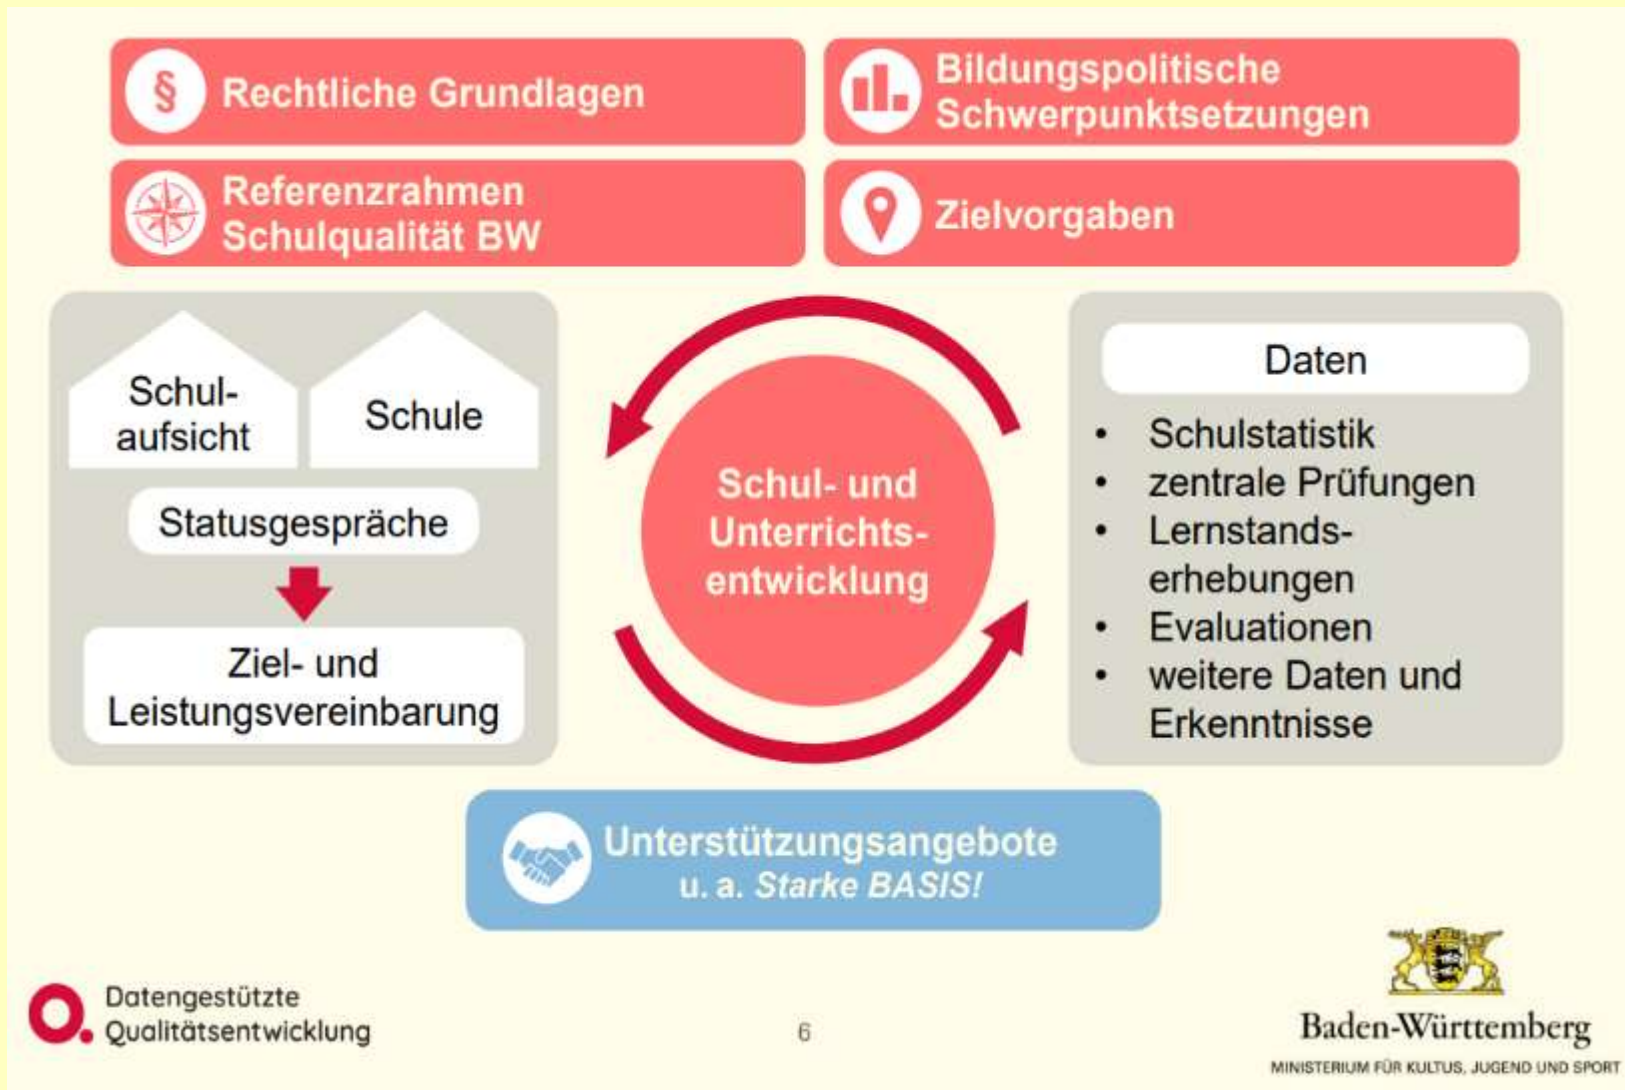 § Rechtliche Grundlagen
Bildungspolitische
Schwerpunktsetzungen
Referenzrahmen
Schulqualität BW
Zielvorgaben
Schul-
aufsicht
Schule
Statusgespräche
Ziel- und
Leistungsvereinbarung
Schul- und
Unterrichts-
entwicklung
Daten
• Schulstatistik
• zentrale Prüfungen
• Lernstands-
erhebungen
• Evaluationen
• weitere Daten und
Erkenntnisse
Unterstützungsangebote
u. a. Starke BASIS!
Datengestützte
Qualitätsentwicklung
6
Baden-Württemberg
MINISTERIUM FÜR KULTUS, JUGEND UND SPORT